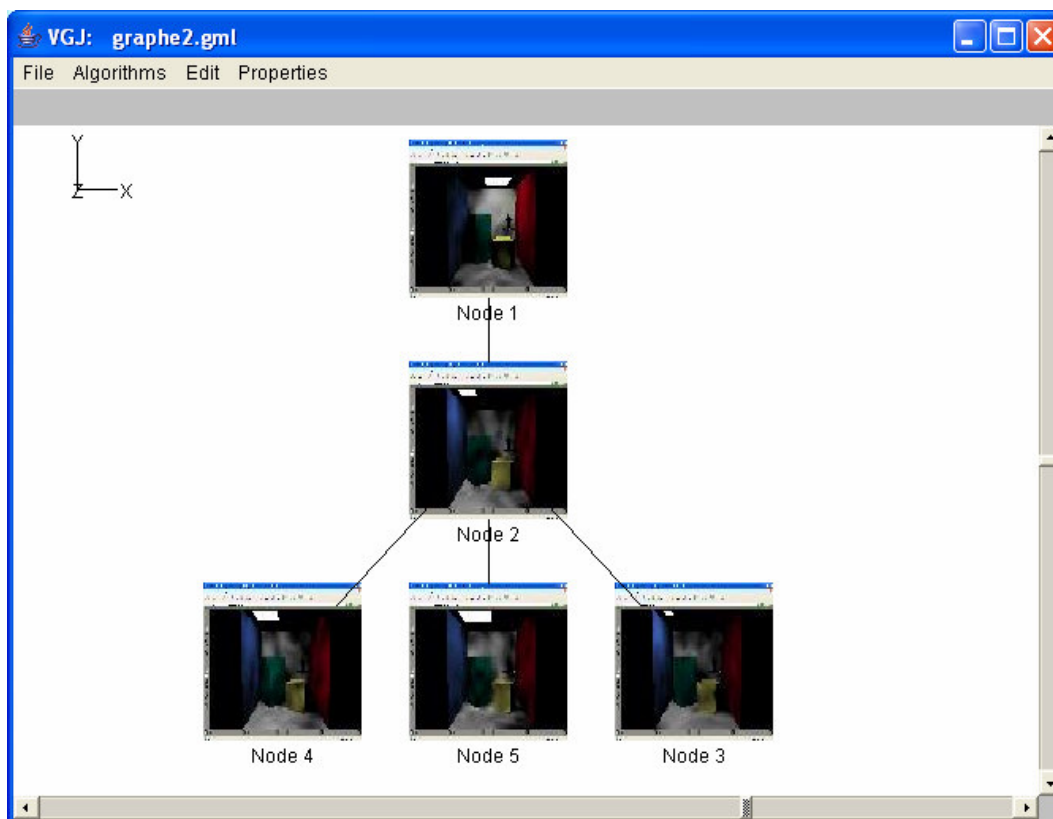 VGJ: graphe2.gml
File Algorithms Edit Properties
Y
Z X
Node 1
Node 2
Node 4 Node 5 Node 3